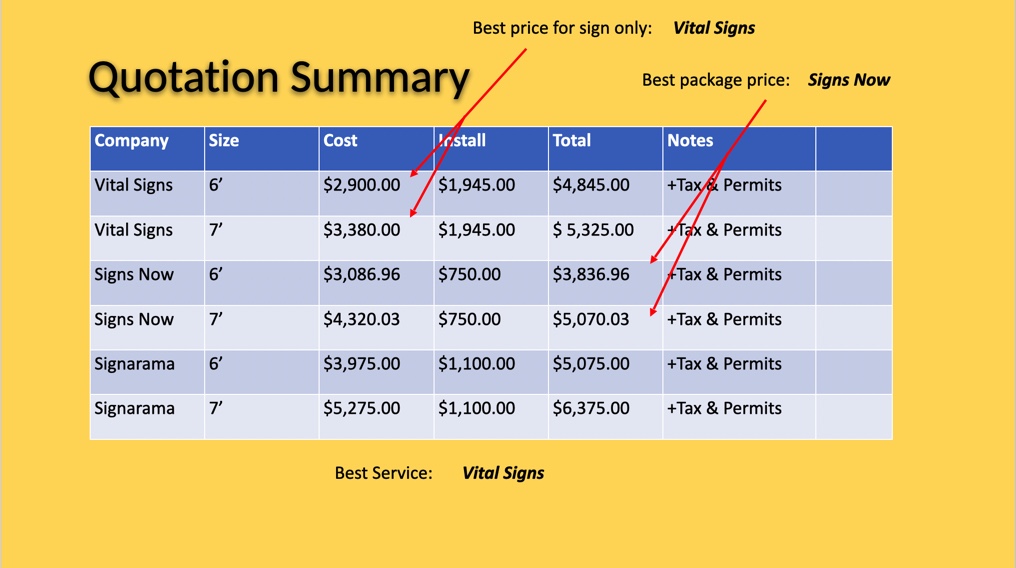 Best price for sign only: Vital Signs
Quotation Summary
Best package price: Signs Now
Company Size Cost Install Total Notes
Vital Signs 6’ $2,900.00 $1,945.00 $4,845.00 +Tax & Permits
Vital Signs 7’ $3,380.00 $1,945.00 $ 5,325.00 +Tax & Permits
Signs Now 6’ $3,086.96 $750.00 $3,836.96 +Tax & Permits
Signs Now 7’ $4,320.03 $750.00 $5,070.03 +Tax & Permits
Signarama 6’ $3,975.00 $1,100.00 $5,075.00 +Tax & Permits
Signarama 7’ $5,275.00 $1,100.00 $6,375.00 +Tax & Permits
Best Service: Vital Signs